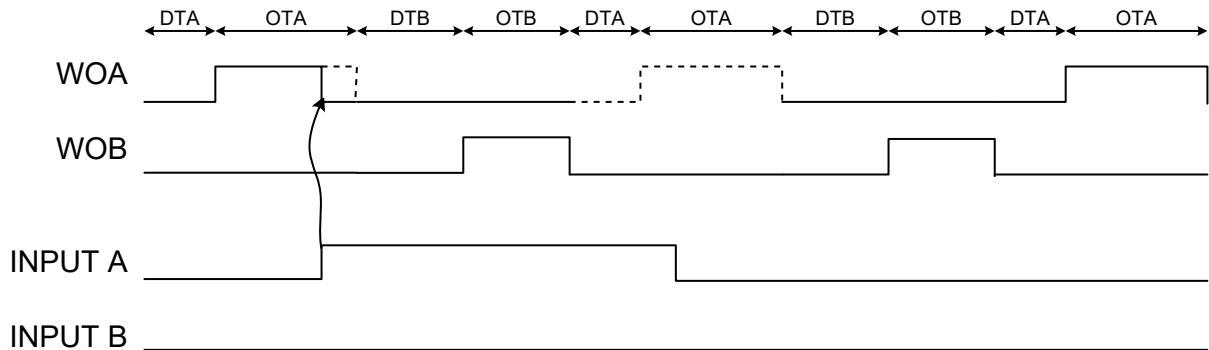 DTA OTA DTB OTB DTA OTA DTB OTB DTA OTA
WOA
WOB
INPUT A
INPUT B